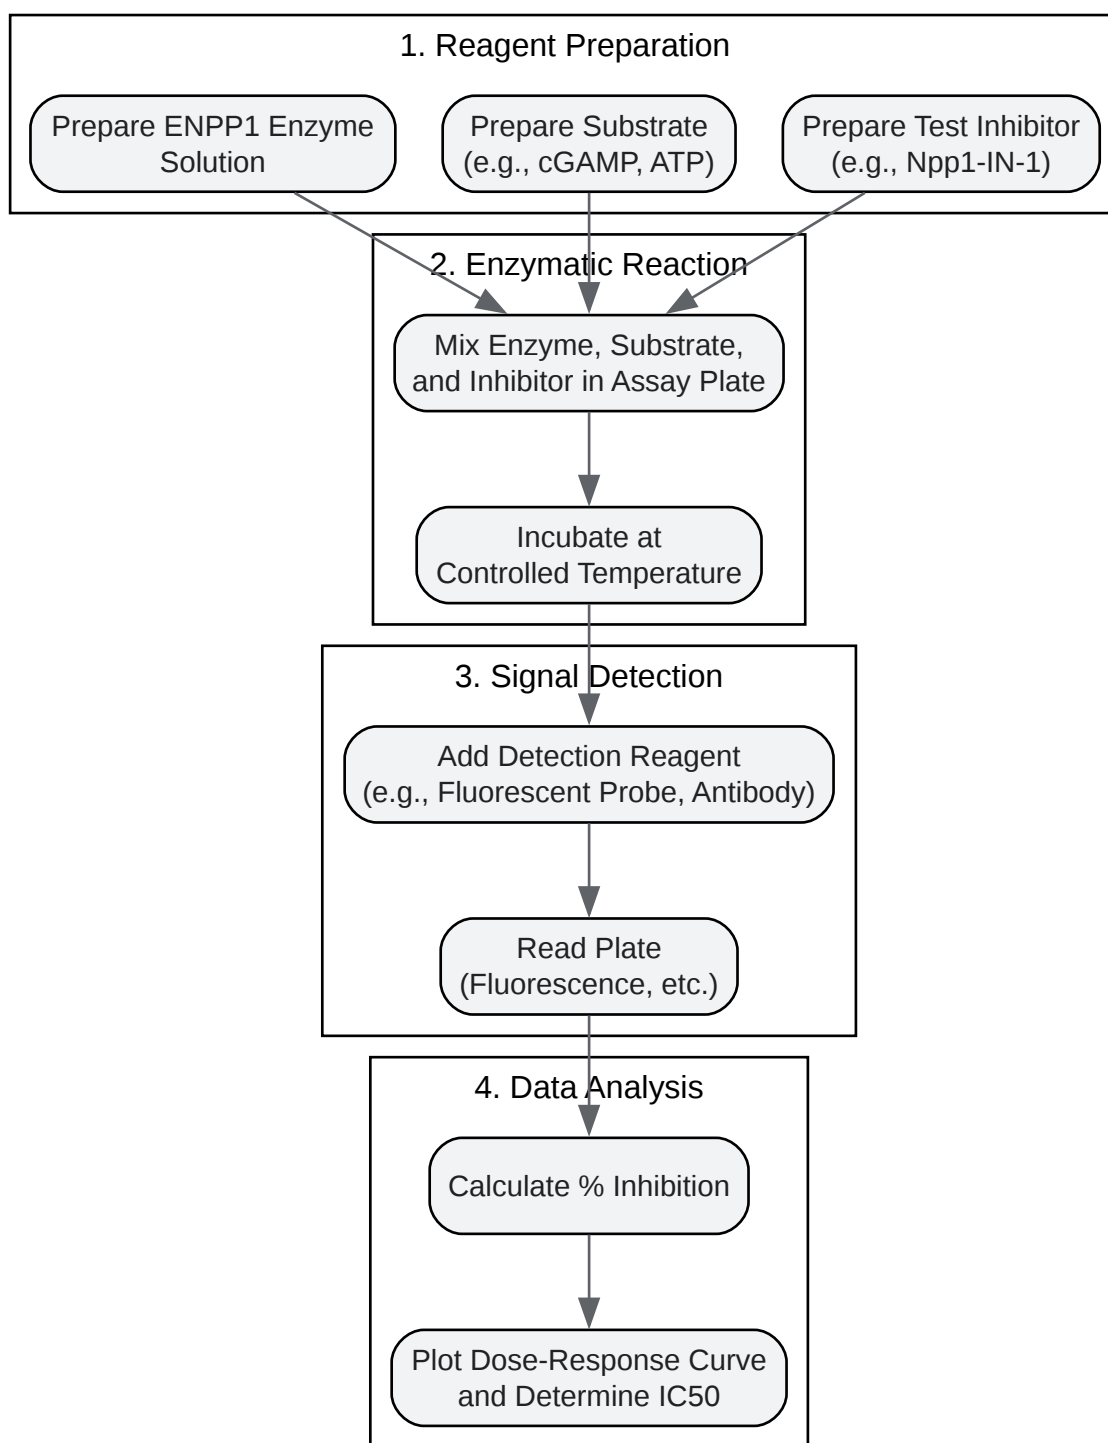 1. Reagent Preparation
Prepare ENPP1 Enzyme
Solution
Prepare Substrate
(e.g., cGAMP, ATP)
Prepare Test Inhibitor
(e.g., Npp1-IN-1)
2. Enzymatic Reaction
Mix Enzyme, Substrate,
and Inhibitor in Assay Plate
Incubate at
Controlled Temperature
3. Signal Detection
Add Detection Reagent
(e.g., Fluorescent Probe, Antibody)
Read Plate
(Fluorescence, etc.)
4. Data Analysis
Calculate % Inhibition
Plot Dose-Response Curve
and Determine IC50